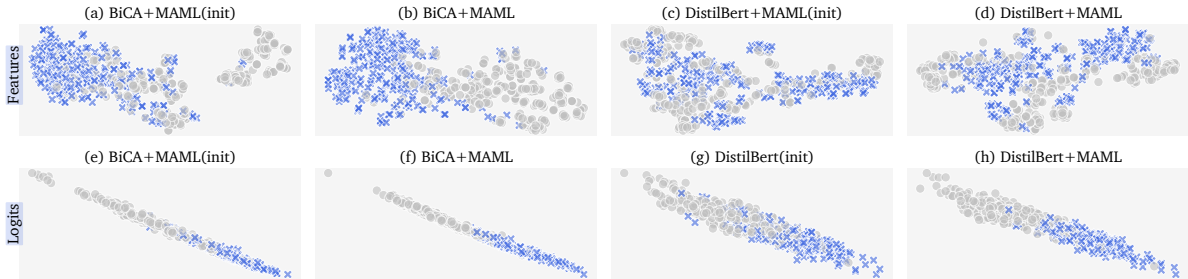 (a) BiCA+MAML(init)
(b) BiCA+MAML
(c) DistilBert+MAML(init)
(d) DistilBert+MAML
Features
(e) BiCA+MAML(init)
(f) BiCA+MAML
(g) DistilBert(init)
(h) DistilBert+MAML
Logits